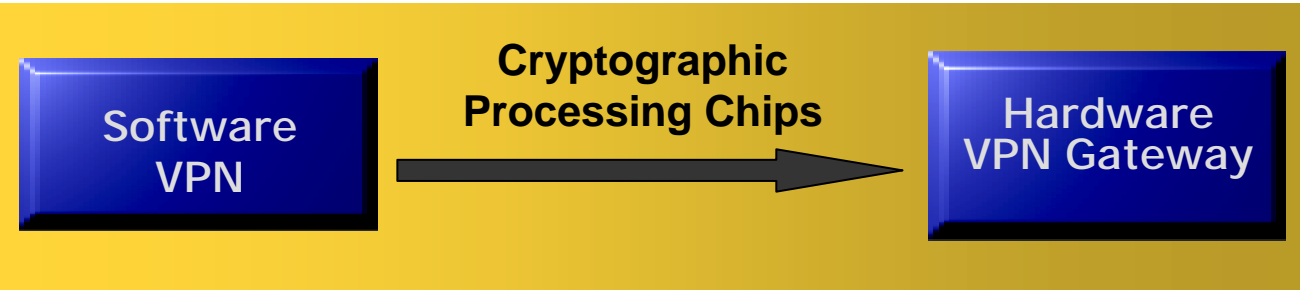 Software
VPN
Cryptographic
Processing Chips
Hardware
VPN Gateway